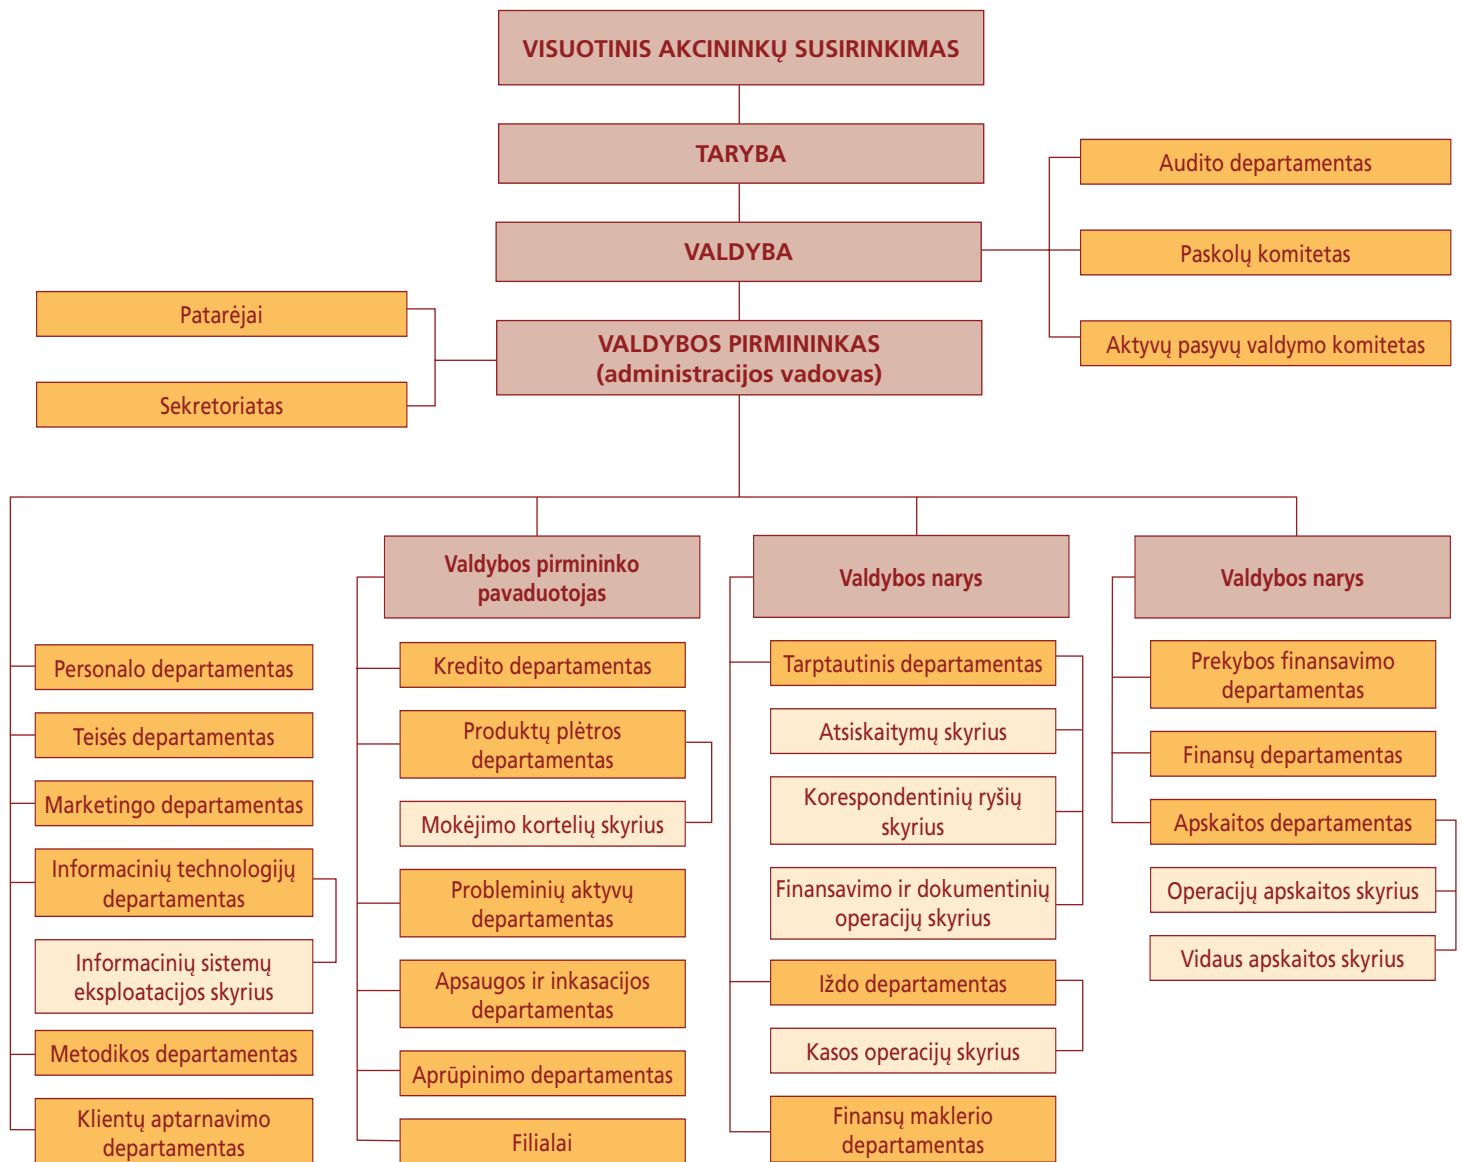 VISUOTINIS AKCININKŲ SUSIRINKIMAS
TARYBA
VALDYBA
VALDYBOS PIRMININKAS
(administracijos vadovas)
Audito departamentas
Paskolų komitetas
Aktyvų pasyvų valdymo komitetas
Patarėjai
Sekretoriatas
Personalo departamentas
Teisės departamentas
Marketingo departamentas
Informacinių technologijų
departamentas
Informacinių sistemų
eksploatacijos skyrius
Metodikos departamentas
Klientų aptarnavimo
departamentas
Valdybos pirmininko
pavaduotojas
Kredito departamentas
Produktų plėtros
departamentas
Mokėjimo kortelių skyrius
Probleminių aktyvų
departamentas
Apsaugos ir inkasacijos
departamentas
Aprūpinimo departamentas
Filialai
Valdybos narys
Tarptautinis departamentas
Atsiskaitymų skyrius
Korespondentinių ryšių
skyrius
Finansavimo ir dokumentinių
operacijų skyrius
Iždo departamentas
Kasos operacijų skyrius
Finansų maklerio
departamentas
Valdybos narys
Prekybos finansavimo
departamentas
Finansų departamentas
Apskaitos departamentas
Operacijų apskaitos skyrius
Vidaus apskaitos skyrius